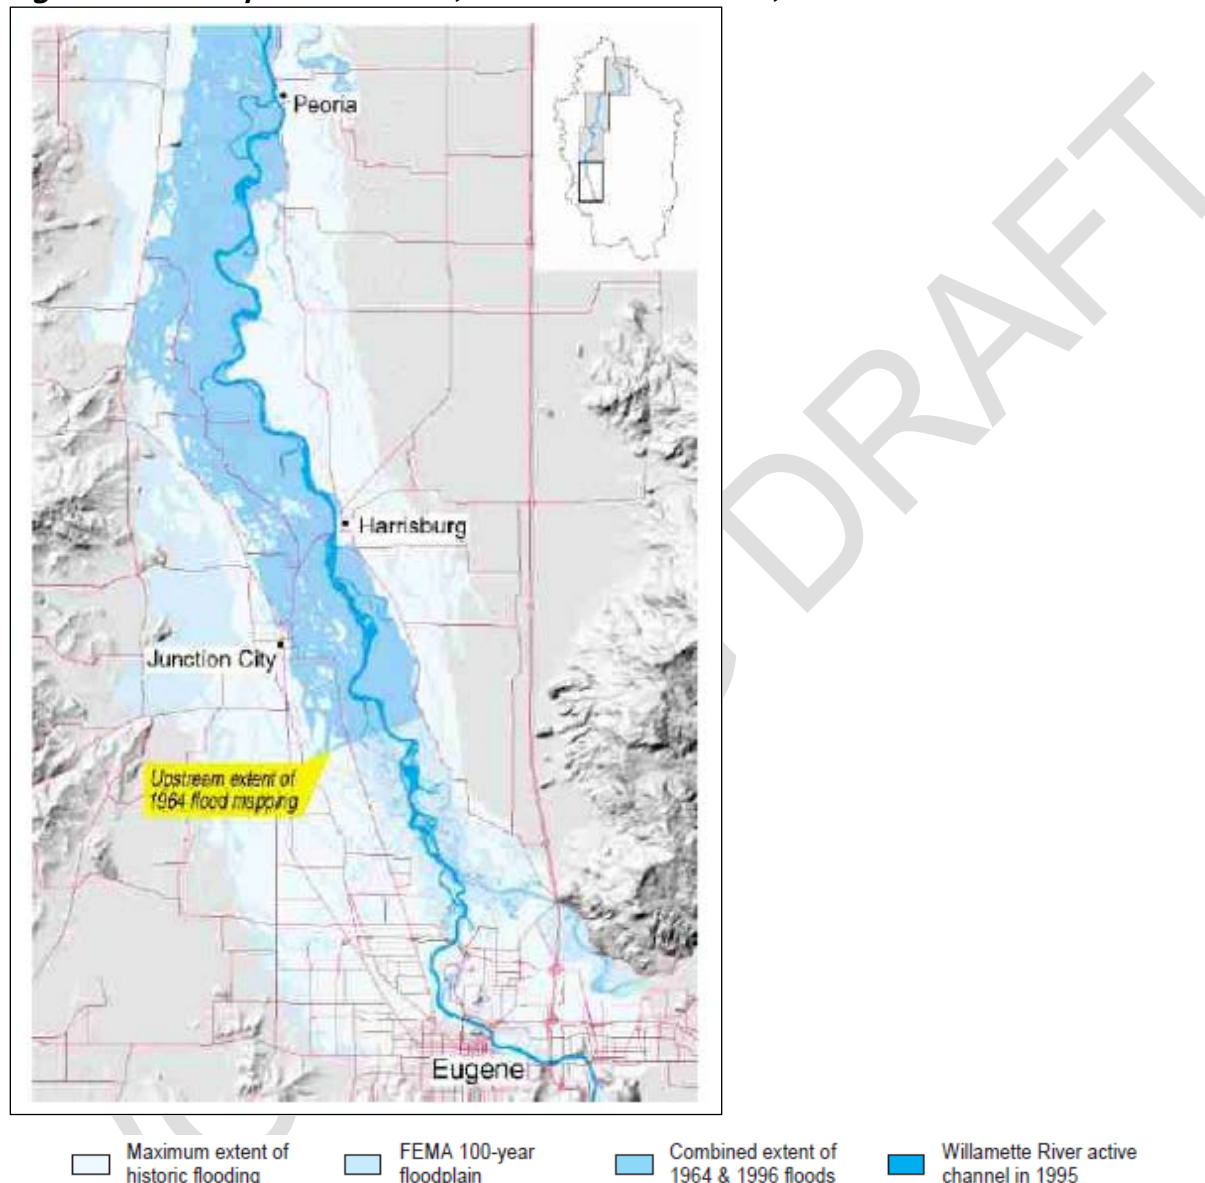 Peoria
Harrisburg
Junction City
Upstream extent of
1964 flood mapping
Eugene
DRAFT
Maximum extent of
historic flooding
FEMA 100-year
floodplain
Combined extent of
1964 & 1996 floods
Willamette River active
channel in 1995